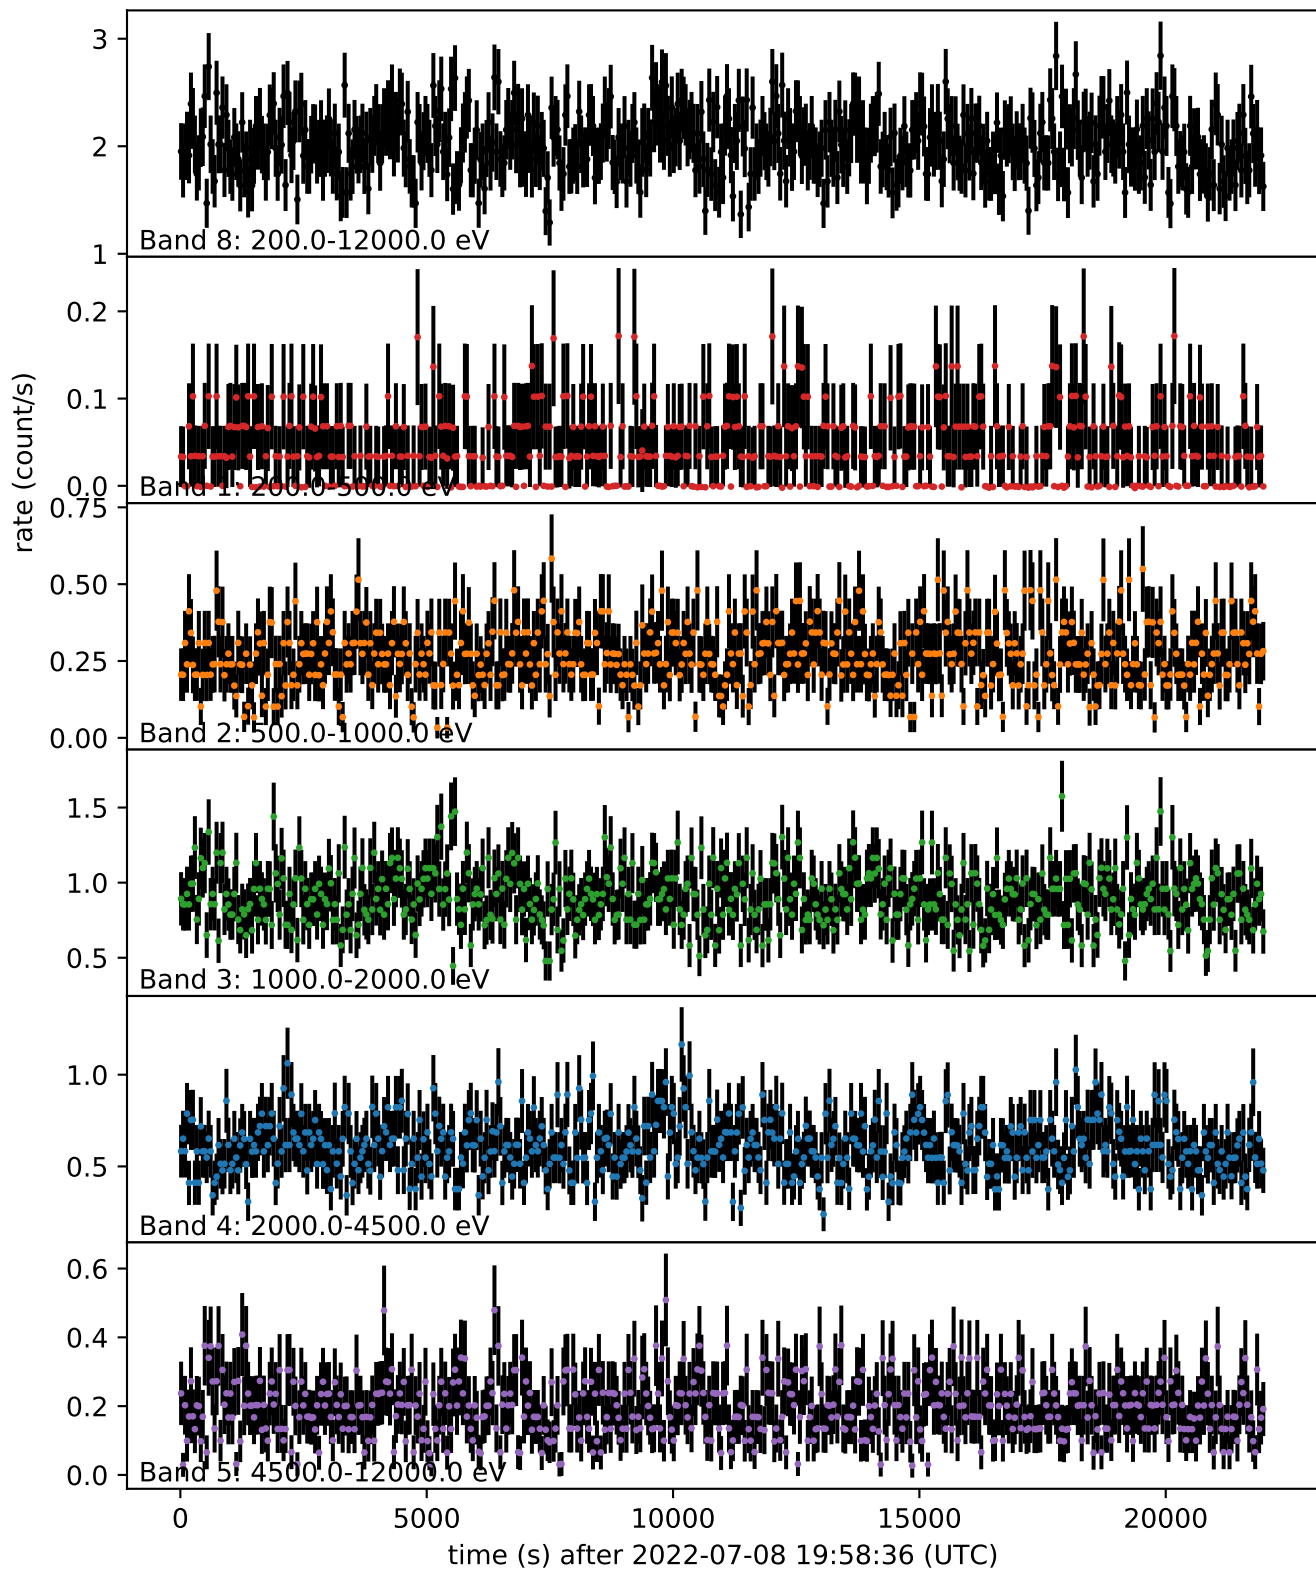 3
2
1
Band 8: 200.0-12000.0 eV
0.2
0.1
0.0
Band 1: 200.0-500.0 eV
rate (count/s)
0.75
0.50
0.25
0.00
Band 2: 500.0-1000.0 eV
1.5
1.0
0.5
Band 3: 1000.0-2000.0 eV
1.0
0.5
Band 4: 2000.0-4500.0 eV
0.6
0.4
0.2
0.0
Band 5: 4500.0-12000.0 eV
0 5000 10000 15000 20000
time (s) after 2022-07-08 19:58:36 (UTC)